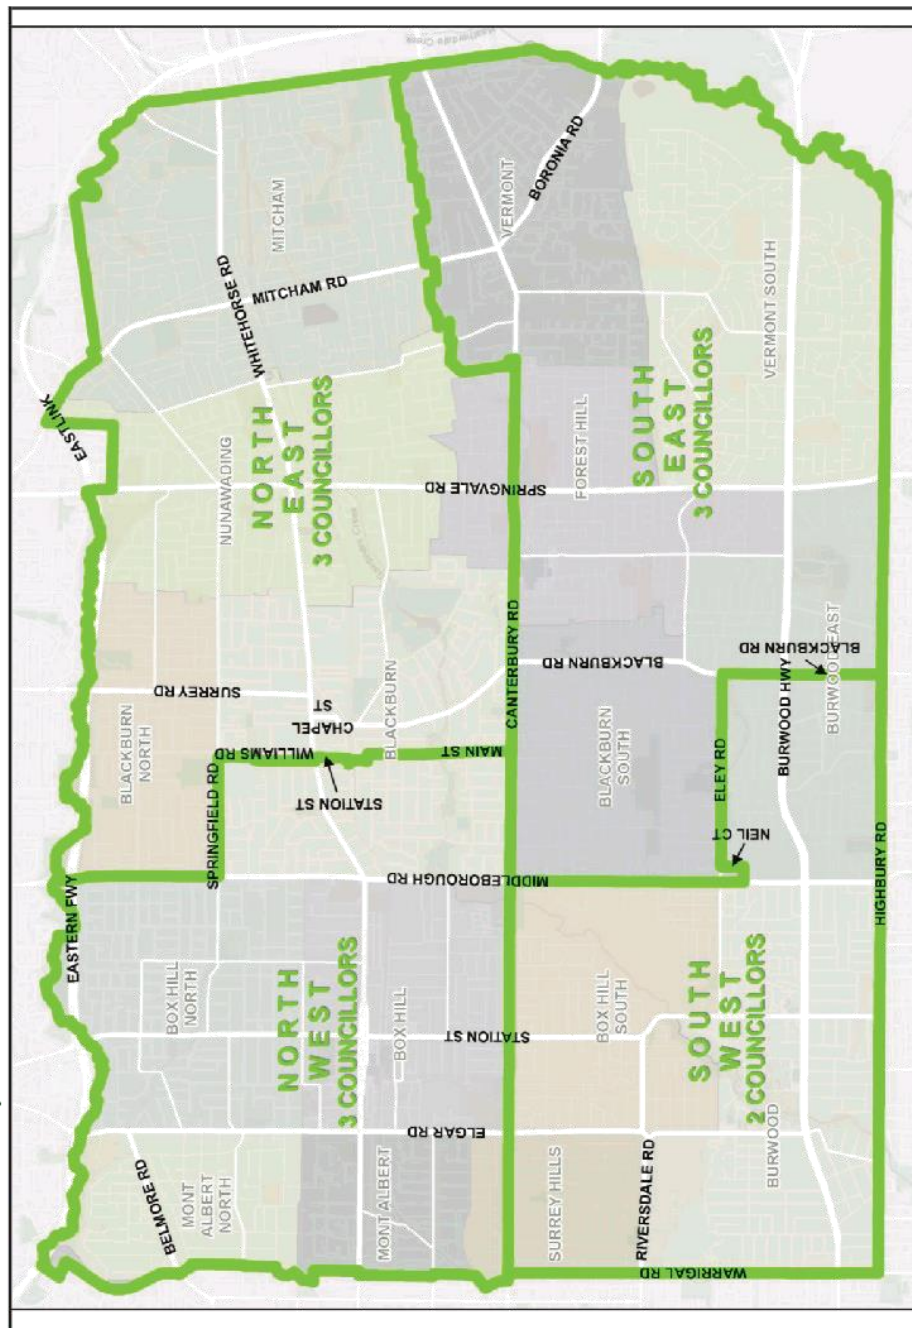 Heatherdale Creek
EASTLINK
EASTERN FWY
MITCHAM
WHITEHORSE RD
MITCHAM RD
NUNAWADING
NORTH
EAST
3 COUNCILLORS
SPRINGVALE RD
BLACKBURN
NORTH
SURREY RD
CHAPEL
ST
BLACKBURN
WILLIAMS RD
STATION ST
MAIN ST
SPRINGFIELD RD
CANTERBURY RD
MIDDLEBOROUGH RD
BOX HILL
NORTH
NORTH
WEST
3 COUNCILLORS
BOX HILL
STATION ST
ELGAR RD
BELMORE RD
MONT
ALBERT
NORTH
MONT ALBERT
VERMONT
BORONIA RD
FOREST HILL
SOUTH
EAST
3 COUNCILLORS
VERMONT SOUTH
BLACKBURN RD
BLACKBURN
SOUTH
ELEY RD
BURWOOD HWY
BURWOOD EAST
BLACKBURN RD
NEIL CT
HIGHBURY RD
BOX HILL
SOUTH
SOUTH
WEST
2 COUNCILLORS
BURWOOD
SURREY HILLS
RIVERSDALE RD
WARRIGAL RD